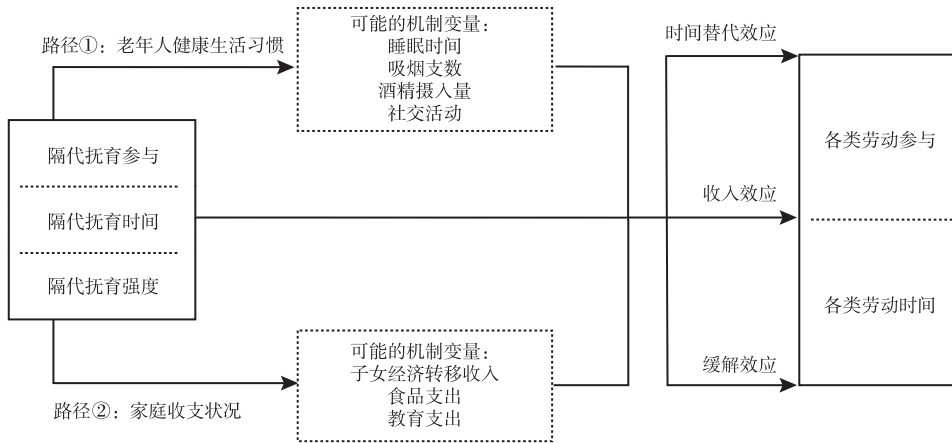 路径①：老年人健康生活习惯
可能的机制变量：
睡眠时间
吸烟支数
酒精摄入量
社交活动
隔代抚育参与
隔代抚育时间
隔代抚育强度
路径②：家庭收支状况
可能的机制变量：
子女经济转移收入
食品支出
教育支出
时间替代效应
收入效应
缓解效应
各类劳动参与
各类劳动时间